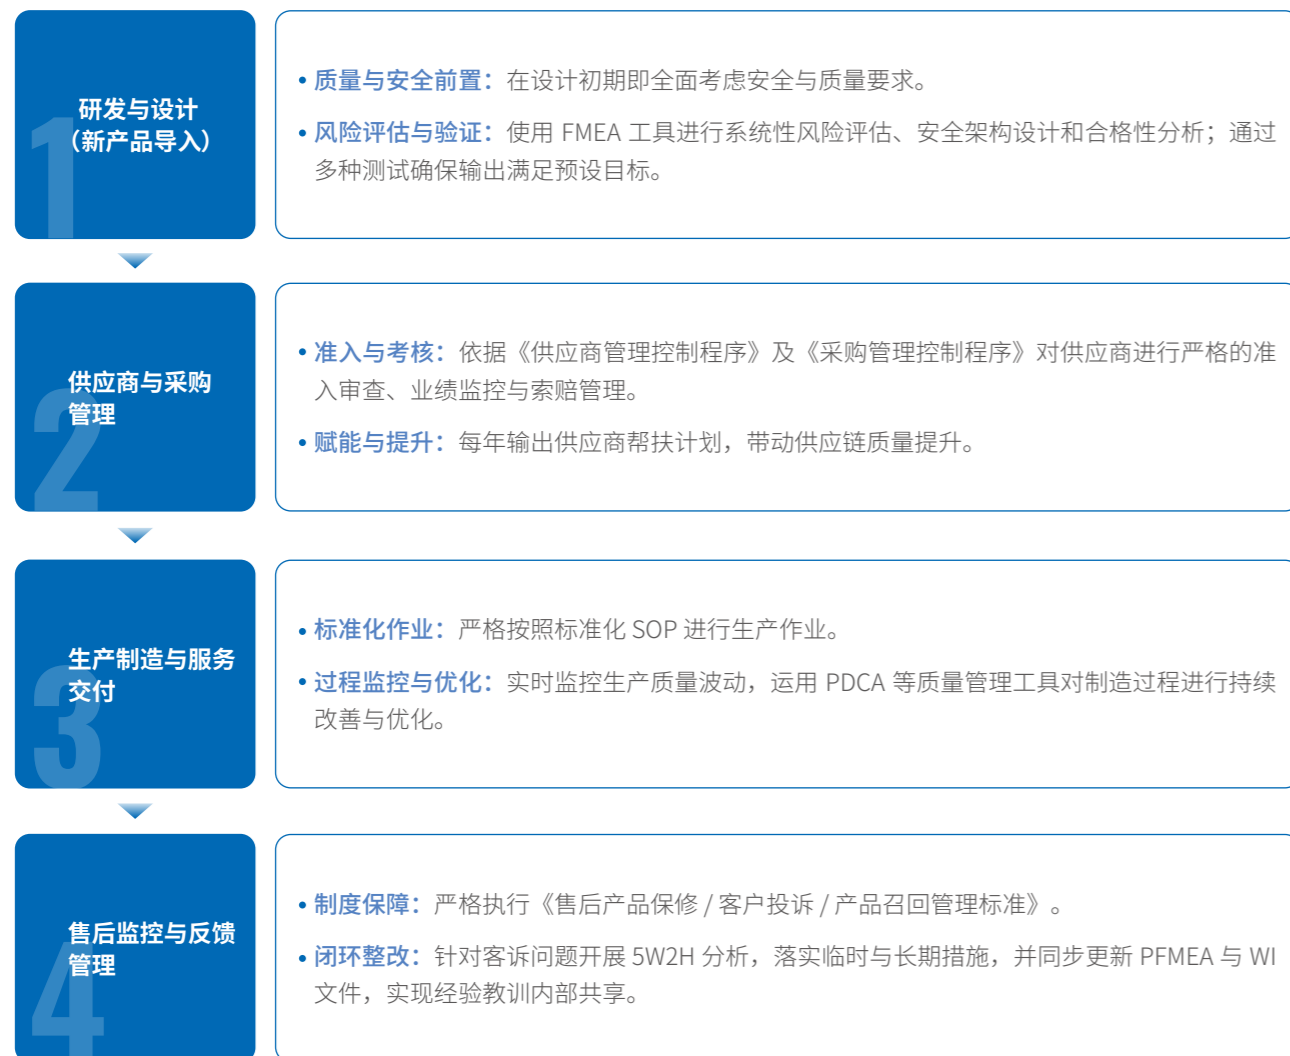 1
研发与设计
（新产品导入）
• 质量与安全前置：在设计初期即全面考虑安全与质量要求。
• 风险评估与验证：使用 FMEA 工具进行系统性风险评估、安全架构设计和合格性分析；通过
多种测试确保输出满足预设目标。
2
供应商与采购
管理
• 准入与考核：依据《供应商管理控制程序》及《采购管理控制程序》对供应商进行严格的准
入审查、业绩监控与索赔管理。
• 赋能与提升：每年输出供应商帮扶计划，带动供应链质量提升。
3
生产制造与服务
交付
• 标准化作业：严格按照标准化 SOP 进行生产作业。
• 过程监控与优化：实时监控生产质量波动，运用 PDCA 等质量管理工具对制造过程进行持续
改善与优化。
4
售后监控与反馈
管理
• 制度保障：严格执行《售后产品保修 / 客户投诉 / 产品召回管理标准》。
• 闭环整改：针对客诉问题开展 5W2H 分析，落实临时与长期措施，并同步更新 PFMEA 与 WI
文件，实现经验教训内部共享。